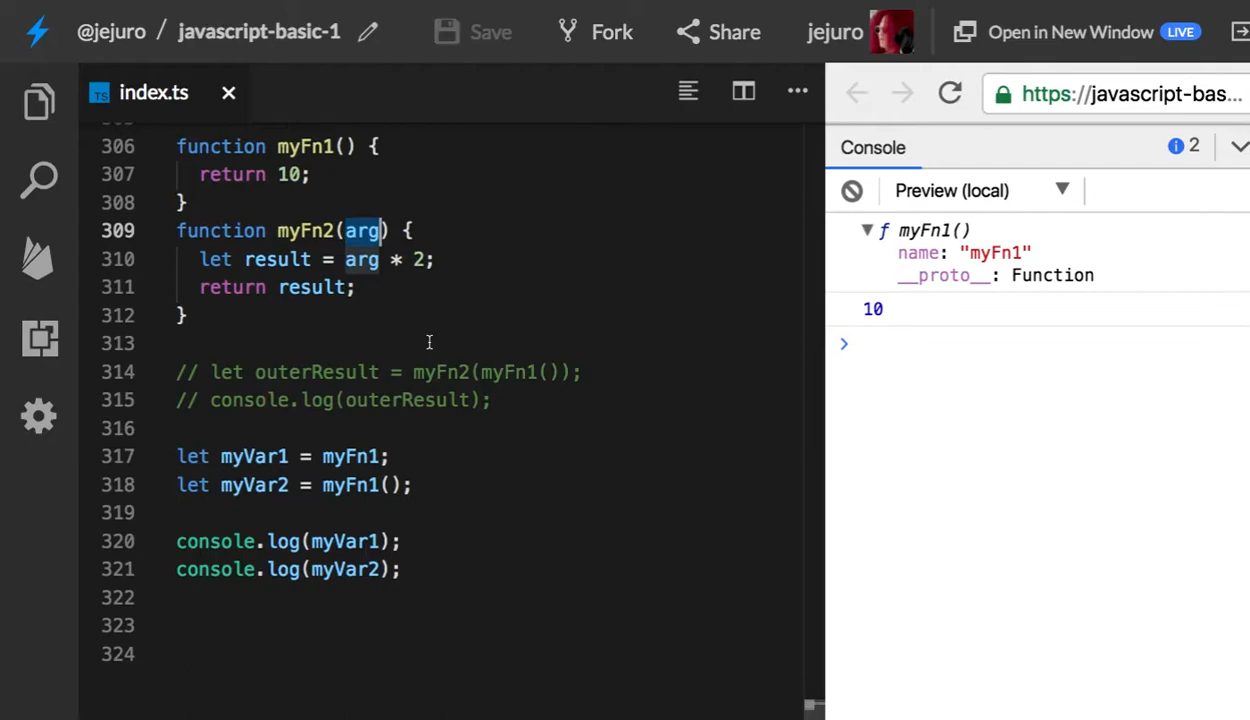 @jejuro / javascript-basic-1 Save Fork Share jejuro Open in New Window LIVE
TS index.ts
https://javascript-bas...
Console 2
Preview (local)
306 function myFn1() {
307 return 10;
308 }
309 function myFn2(arg) {
310 let result = arg * 2;
311 return result;
312 }
313
314 // let outerResult = myFn2(myFn1());
315 // console.log(outerResult);
316
317 let myVar1 = myFn1;
318 let myVar2 = myFn1();
319
320 console.log(myVar1);
321 console.log(myVar2);
322
323
324
ƒ myFn1()
name: "myFn1"
__proto__: Function
10